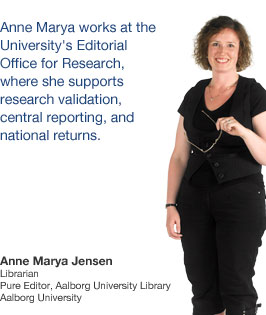 Anne Marya works at the
University's Editorial
Office for Research,
where she supports
research validation,
central reporting, and
national returns.
Anne Marya Jensen
Librarian
Pure Editor, Aalborg University Library
Aalborg University